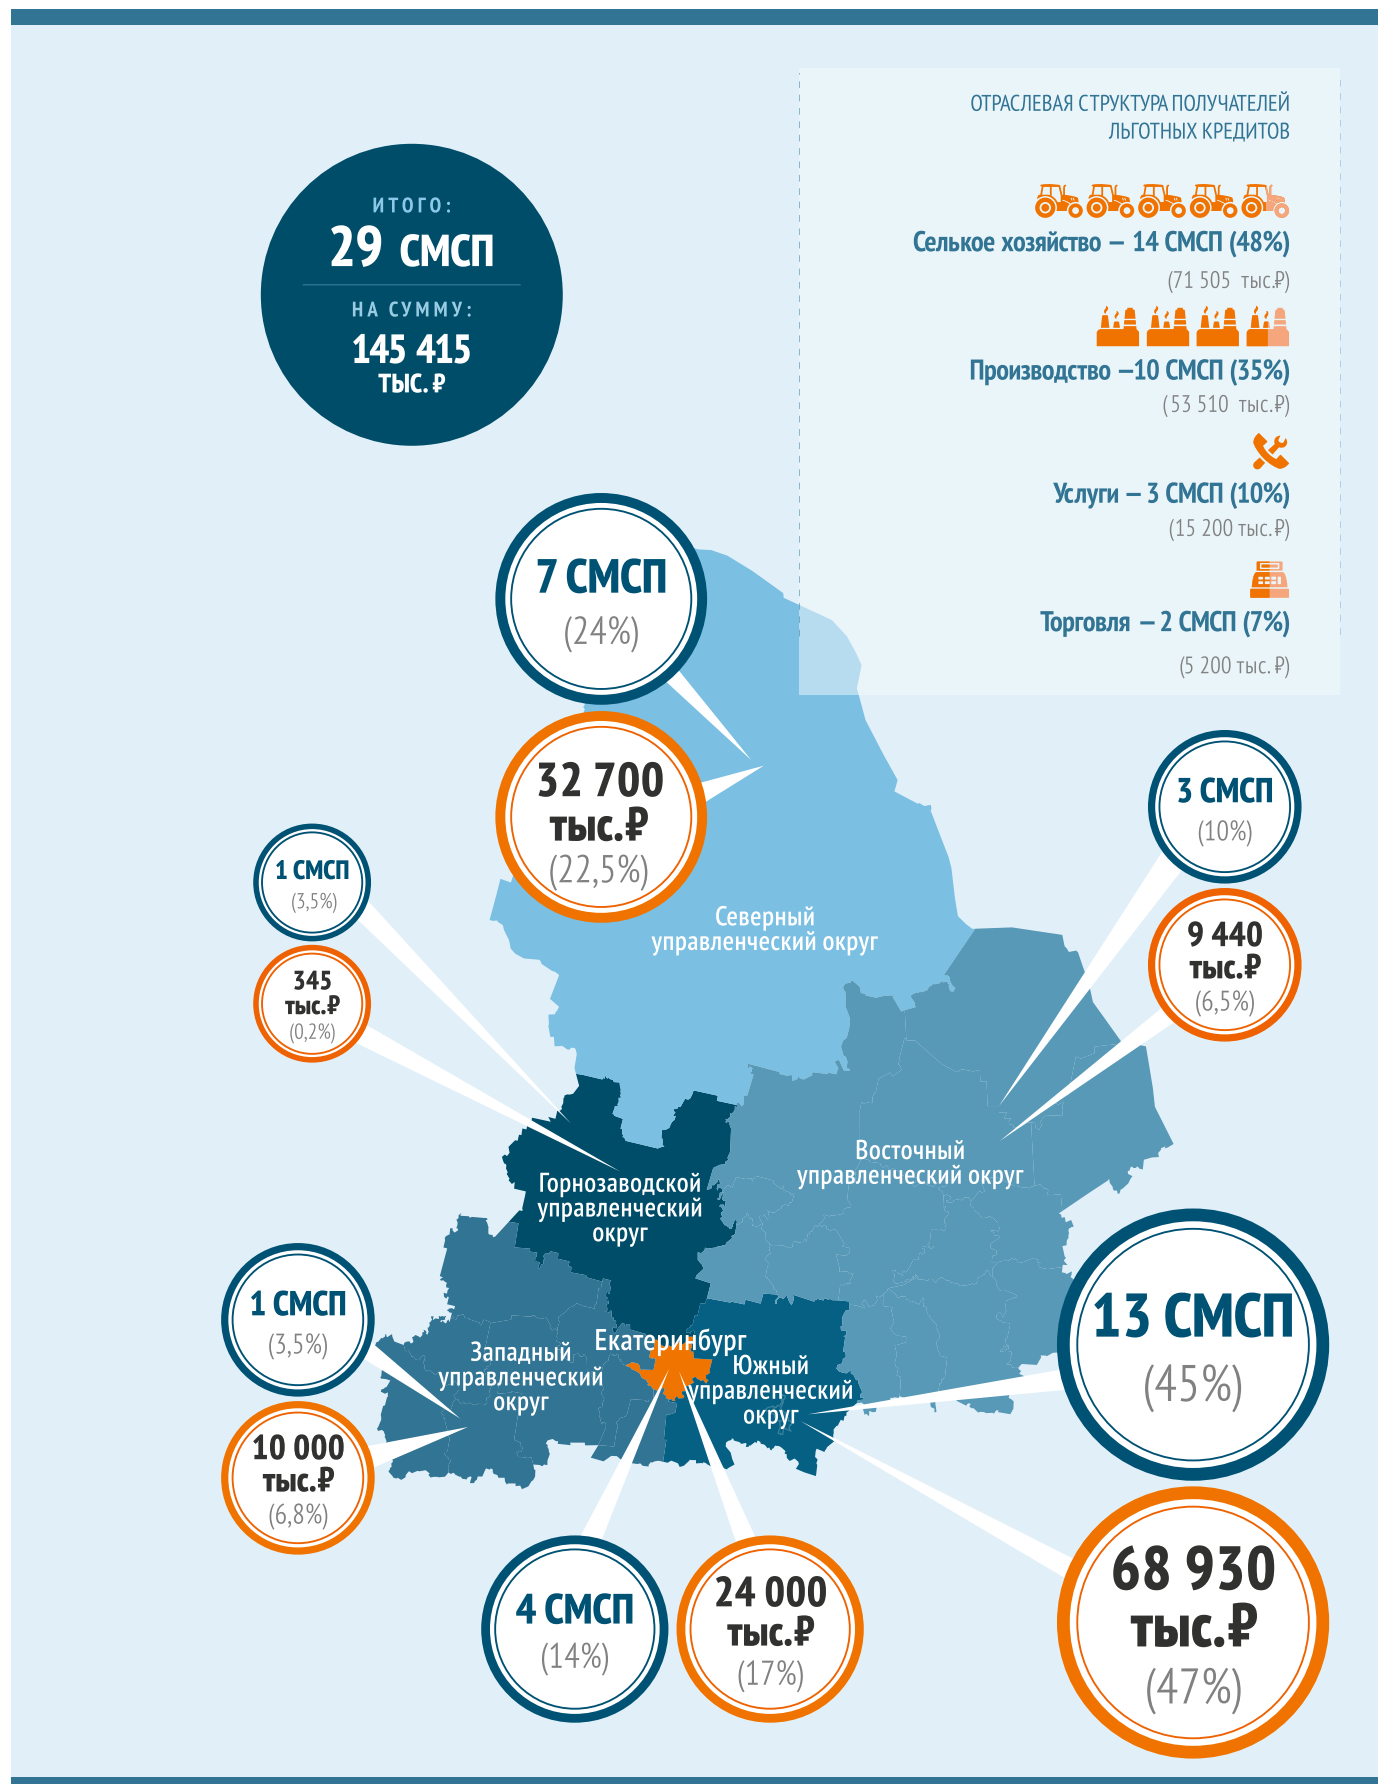 ОТРАСЛЕВАЯ СТРУКТУРА ПОЛУЧАТЕЛЕЙ
ЛЬГОТНЫХ КРЕДИТОВ
ИТОГО:
29 СМСП
НА СУММУ:
145 415
ТЫС. ₽
Селькое хозяйство — 14 СМСП (48%)
(71 505 тыс.₽)
Производство —10 СМСП (35%)
(53 510 тыс.₽)
Услуги — 3 СМСП (10%)
(15 200 тыс.₽)
Торговля — 2 СМСП (7%)
(5 200 тыс. ₽)
7 СМСП
(24%)
32 700
тыс.₽
(22,5%)
Северный
управленческий округ
3 СМСП
(10%)
9 440
тыс.₽
(6,5%)
Восточный
управленческий округ
1 СМСП
(3,5%)
345
тыс.₽
(0,2%)
Горнозаводской
управленческий
округ
1 СМСП
(3,5%)
10 000
тыс.₽
(6,8%)
Западный
управленческий
округ
Екатеринбург
Южный
управленческий
округ
13 СМСП
(45%)
68 930
тыс.₽
(47%)
4 СМСП
(14%)
24 000
тыс.₽
(17%)